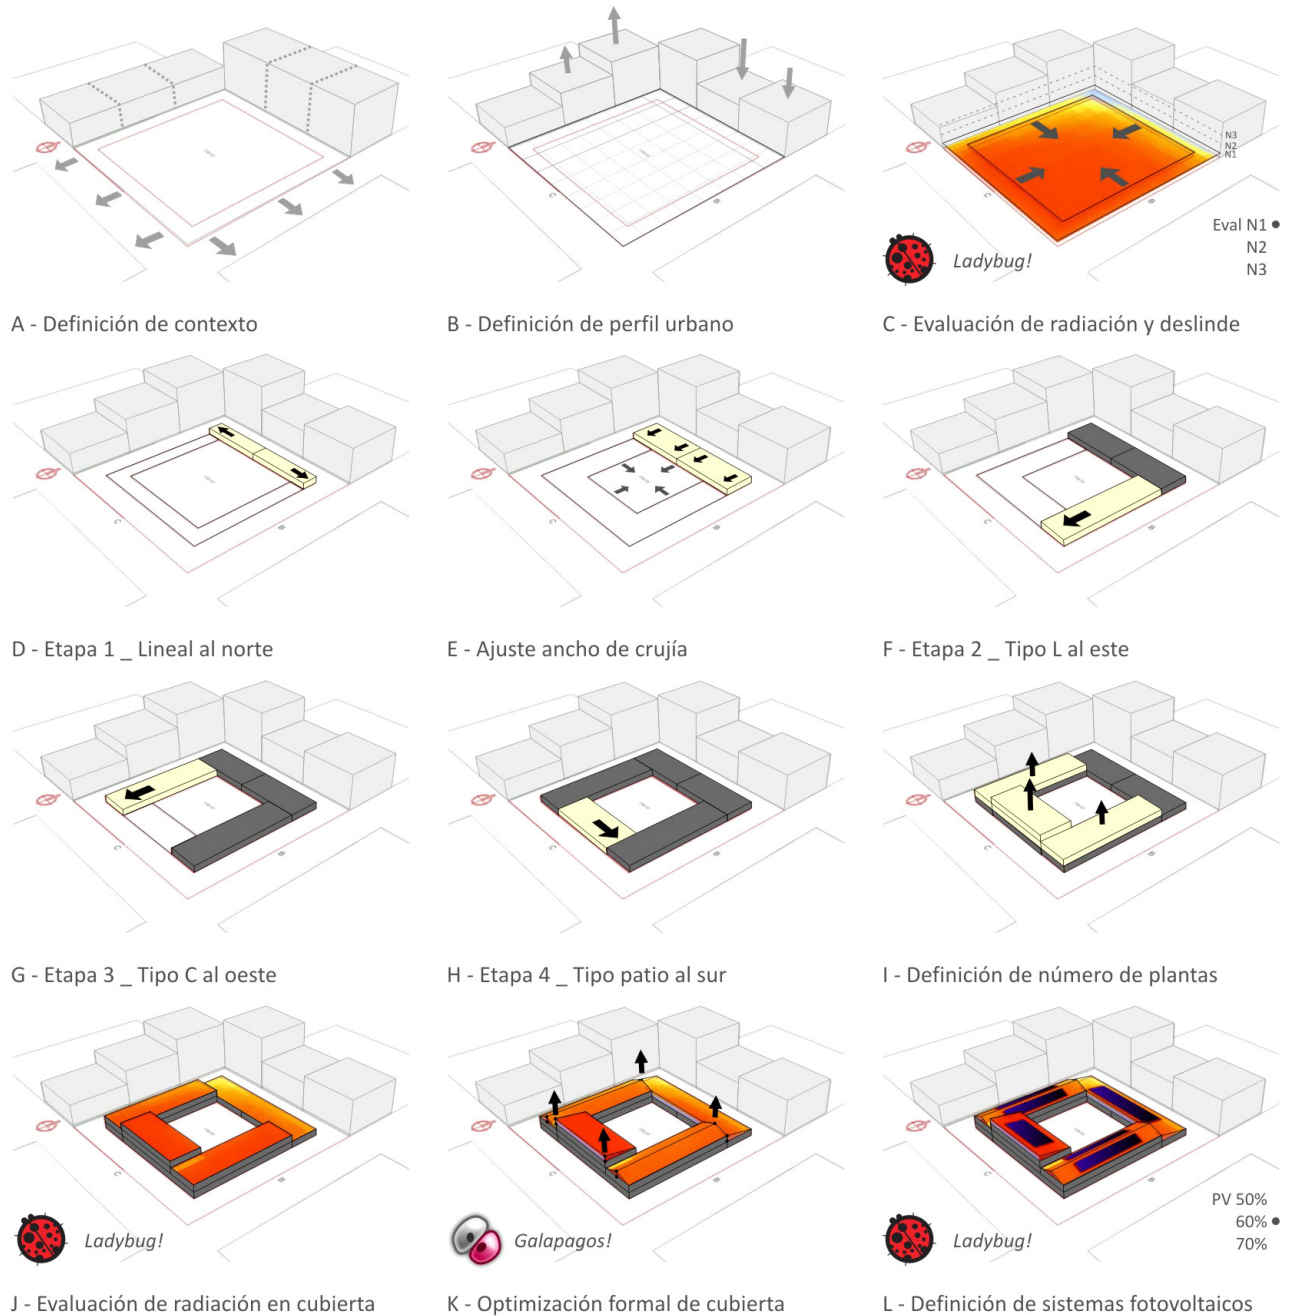 N3
N2
N1
C
B
Eval N1
N2
N3
Ladybug!
A - Definición de contexto
B - Definición de perfil urbano
C - Evaluación de radiación y deslinde
C
B
C
B
C
B
D - Etapa 1 _ Lineal al norte
E - Ajuste ancho de crujía
F - Etapa 2 _ Tipo L al este
C
B
C
B
C
B
G - Etapa 3 _ Tipo C al oeste
H - Etapa 4 _ Tipo patio al sur
I - Definición de número de plantas
C
B
C
B
C
B
Ladybug!
Galapagos!
Ladybug!
PV 50%
60%
70%
J - Evaluación de radiación en cubierta
K - Optimización formal de cubierta
L - Definición de sistemas fotovoltaicos